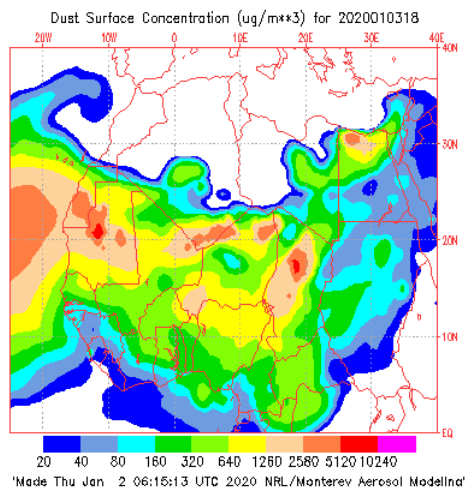 Dust Surface Concentration (ug/m**3) for 2020010318
20W 10W 0 10E 20E 30E 40E
40N
30N
20N
10N
EQ
20 40 80 160 320 640 1280 2580 5120 10240
'Made Thu Jan 2 06:15:13 UTC 2020 NRL/Monterey Aerosol Modeling'